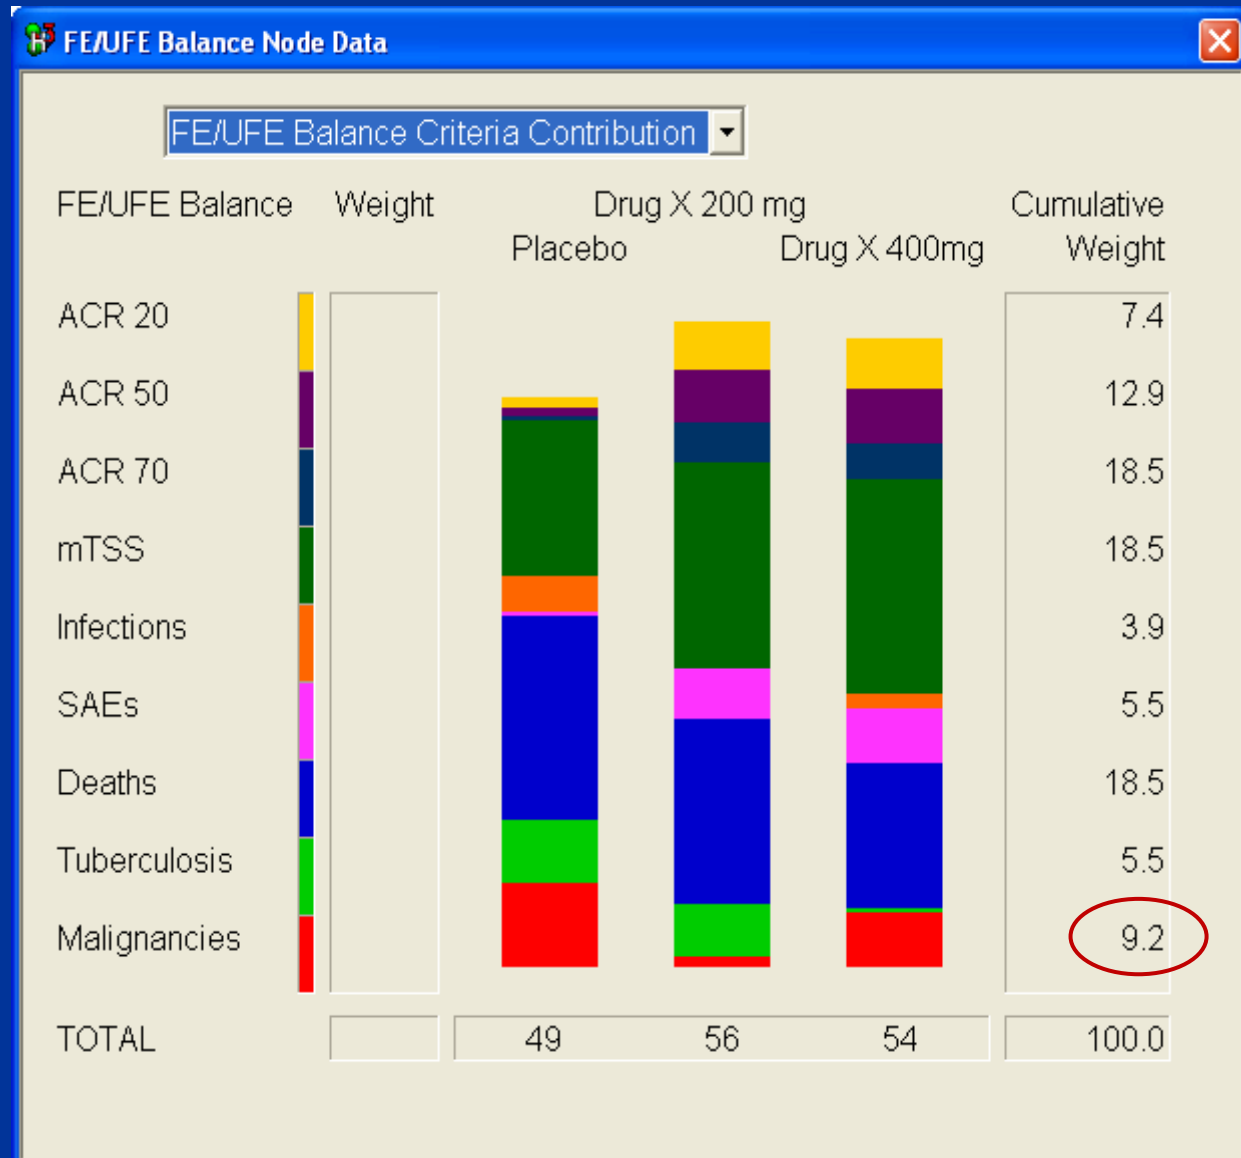 FE/UFE Balance Node Data
FE/UFE Balance Criteria Contribution
FE/UFE Balance Weight Drug X 200 mg Cumulative
Placebo Drug X 400mg Weight
ACR 20 7.4
ACR 50 12.9
ACR 70 18.5
mTSS 18.5
Infections 3.9
SAEs 5.5
Deaths 18.5
Tuberculosis 5.5
Malignancies 9.2
TOTAL 49 56 54 100.0